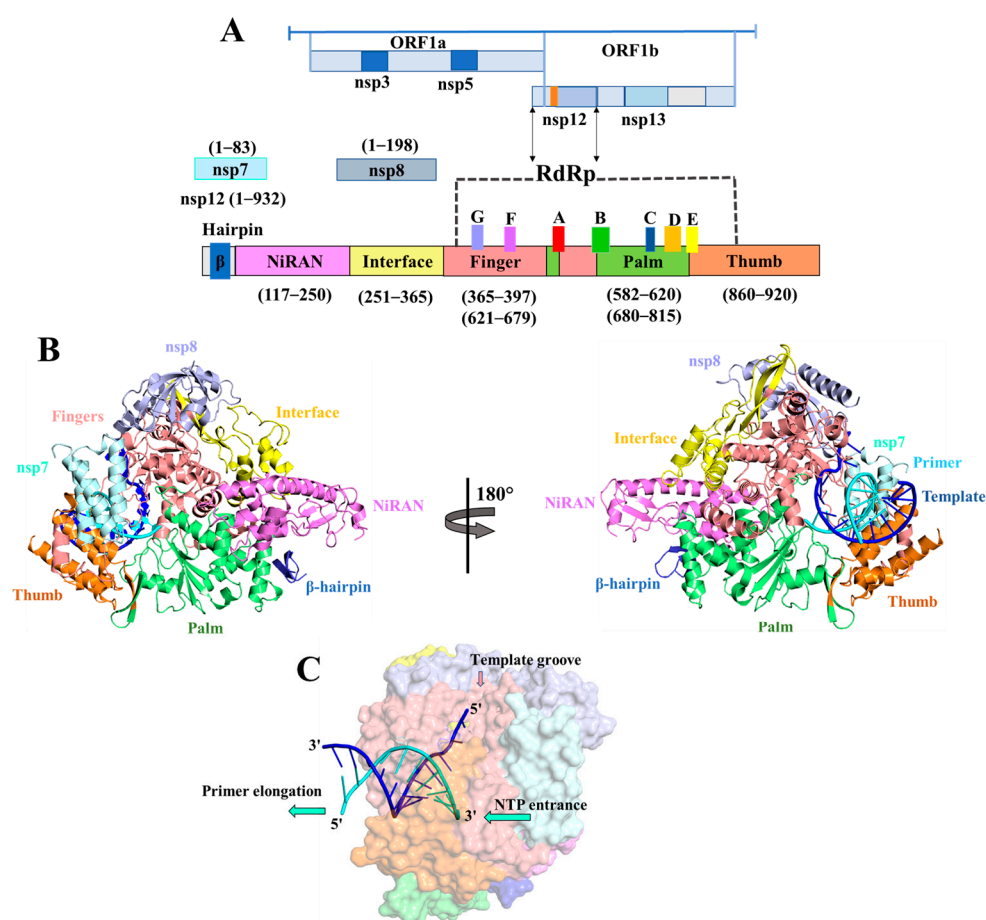 A
ORF1a
ORF1b
nsp3
nsp5
nsp12
nsp13
(1–83)
(1–198)
nsp7
nsp8
RdRp
nsp12 (1–932)
G
F
A
B
C
D
E
Hairpin
β
NiRAN
Interface
Finger
Palm
Thumb
(117–250)
(251–365)
(365–397)
(582–620)
(860–920)
(621–679)
(680–815)
B
nsp8
Fingers
Interface
nsp7
NiRAN
Thumb
β-hairpin
Palm
180°
nsp8
Interface
nsp7
Primer
NiRAN
Template
β-hairpin
Thumb
Palm
C
Template groove
5'
3'
Primer elongation
NTP entrance
5'
3'